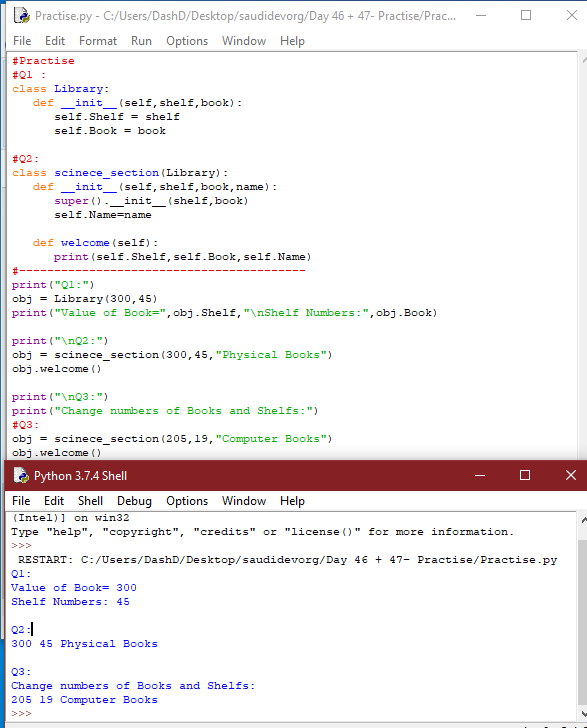 Practise.py - C:/Users/DashD/Desktop/saudidevorg/Day 46 + 47- Practise/Prac...
File Edit Format Run Options Window Help
#Practise
#Q1 :
class Library:
   def __init__(self,shelf,book):
      self.Shelf = shelf
      self.Book = book

#Q2:
class scinece_section(Library):
   def __init__(self,shelf,book,name):
      super().__init__(shelf,book)
      self.Name=name

   def welcome(self):
      print(self.Shelf,self.Book,self.Name)
#-----------------------------------------
print("Q1:")
obj = Library(300,45)
print("Value of Book=",obj.Shelf,"\nShelf Numbers:",obj.Book)

print("\nQ2:")
obj = scinece_section(300,45,"Physical Books")
obj.welcome()

print("\nQ3:")
print("Change numbers of Books and Shelfs:")
#Q3:
obj = scinece_section(205,19,"Computer Books")
obj.welcome()
Python 3.7.4 Shell
File Edit Shell Debug Options Window Help
(Intel)] on win32
Type "help", "copyright", "credits" or "license()" for more information.
>>>
 RESTART: C:/Users/DashD/Desktop/saudidevorg/Day 46 + 47- Practise/Practise.py
Q1:
Value of Book= 300
Shelf Numbers: 45

Q2:
300 45 Physical Books

Q3:
Change numbers of Books and Shelfs:
205 19 Computer Books
>>>